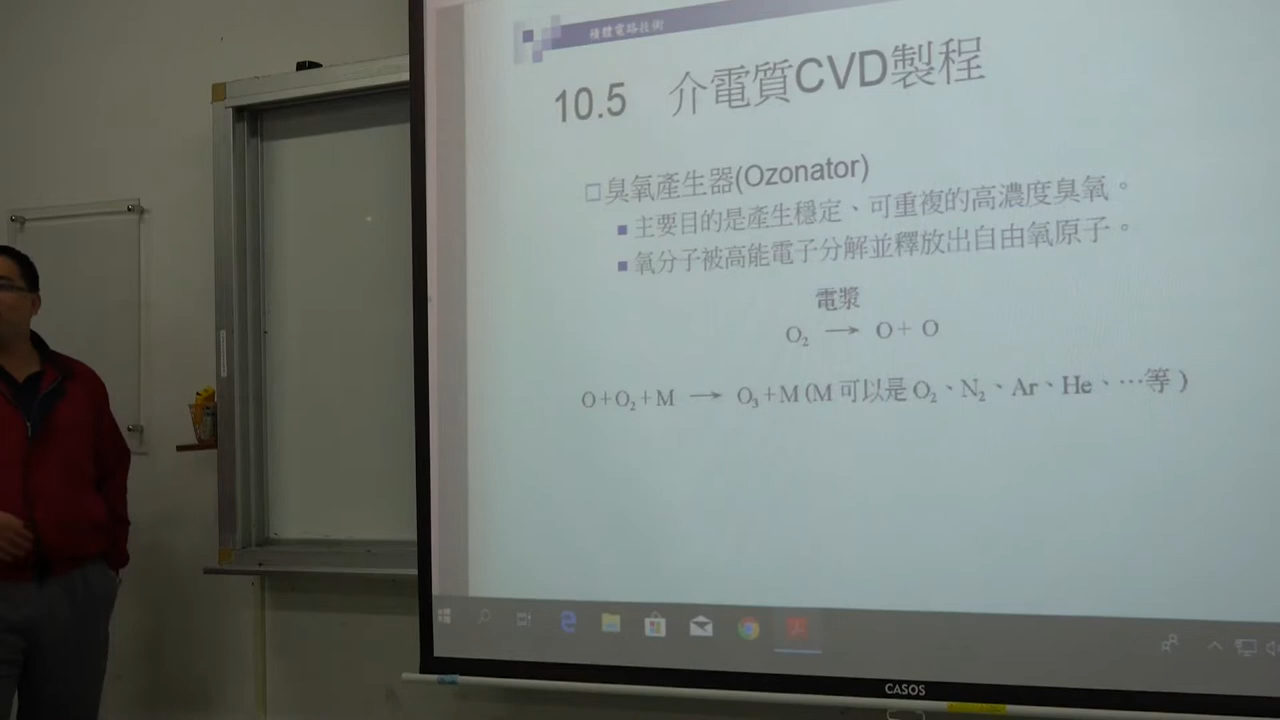 積體電路技術
10.5 介電質CVD製程
臭氧產生器(Ozonator)
主要目的是產生穩定、可重複的高濃度臭氧。
氧分子被高能電子分解並釋放出自由氧原子。
電漿
O₂ → O + O
O + O₂ + M → O₃ + M (M 可以是 O₂、N₂、Ar、He、…等)
CASOS